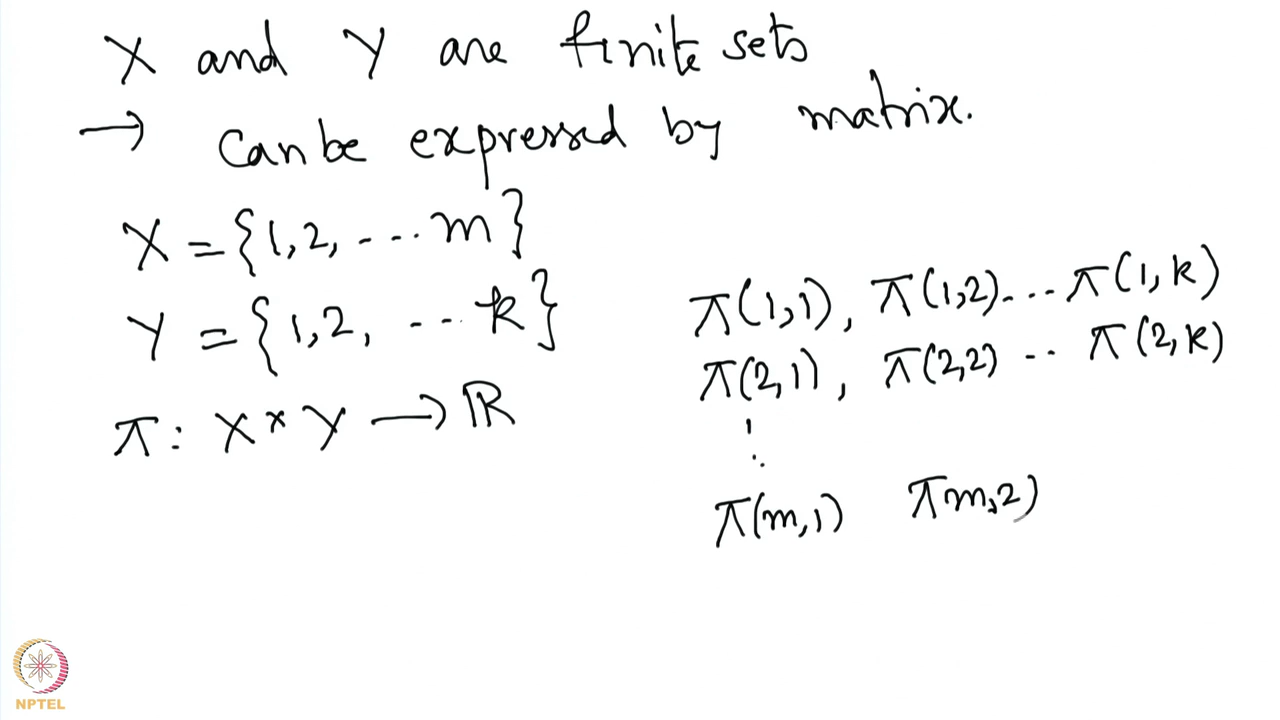 X and Y are finite sets
→ Can be expressed by matrix.
X = {1,2, ... m}
Y = {1,2, ... k}
π : X × Y → ℝ
π(1,1), π(1,2)... π(1,k)
π(2,1), π(2,2) .. π(2,k)
⋮
π(m,1) πm,2)
NPTEL